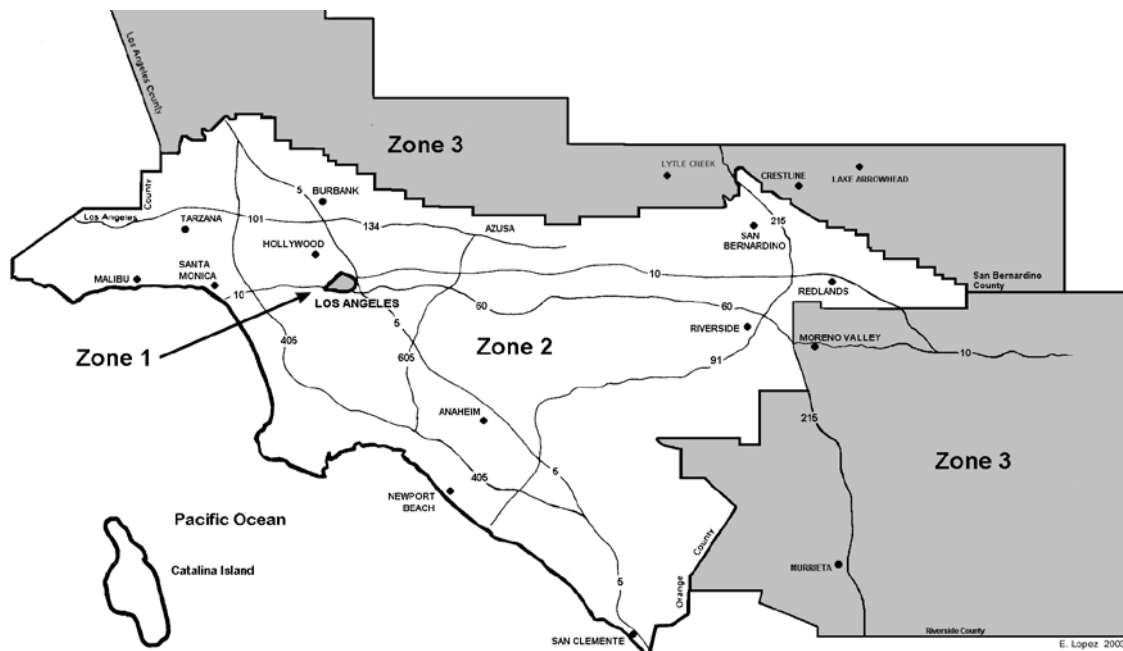 Los Angeles County
Zone 3
LYTLE CREEK
CRESTLINE
LAKE ARROWHEAD
County
Los Angeles
5
BURBANK
TARZANA
101
134
AZUSA
215
SAN
BERNARDINO
HOLLYWOOD
MALIBU
SANTA
MONICA
10
LOS ANGELES
10
60
60
REDLANDS
San Bernardino
County
Zone 1
405
5
605
Zone 2
RIVERSIDE
91
MORENO VALLEY
10
ANAHEIM
215
405
5
Zone 3
NEWPORT
BEACH
Pacific Ocean
Catalina Island
Orange County
MURRIETA
5
SAN CLEMENTE
Riverside County
E. Lopez 2003